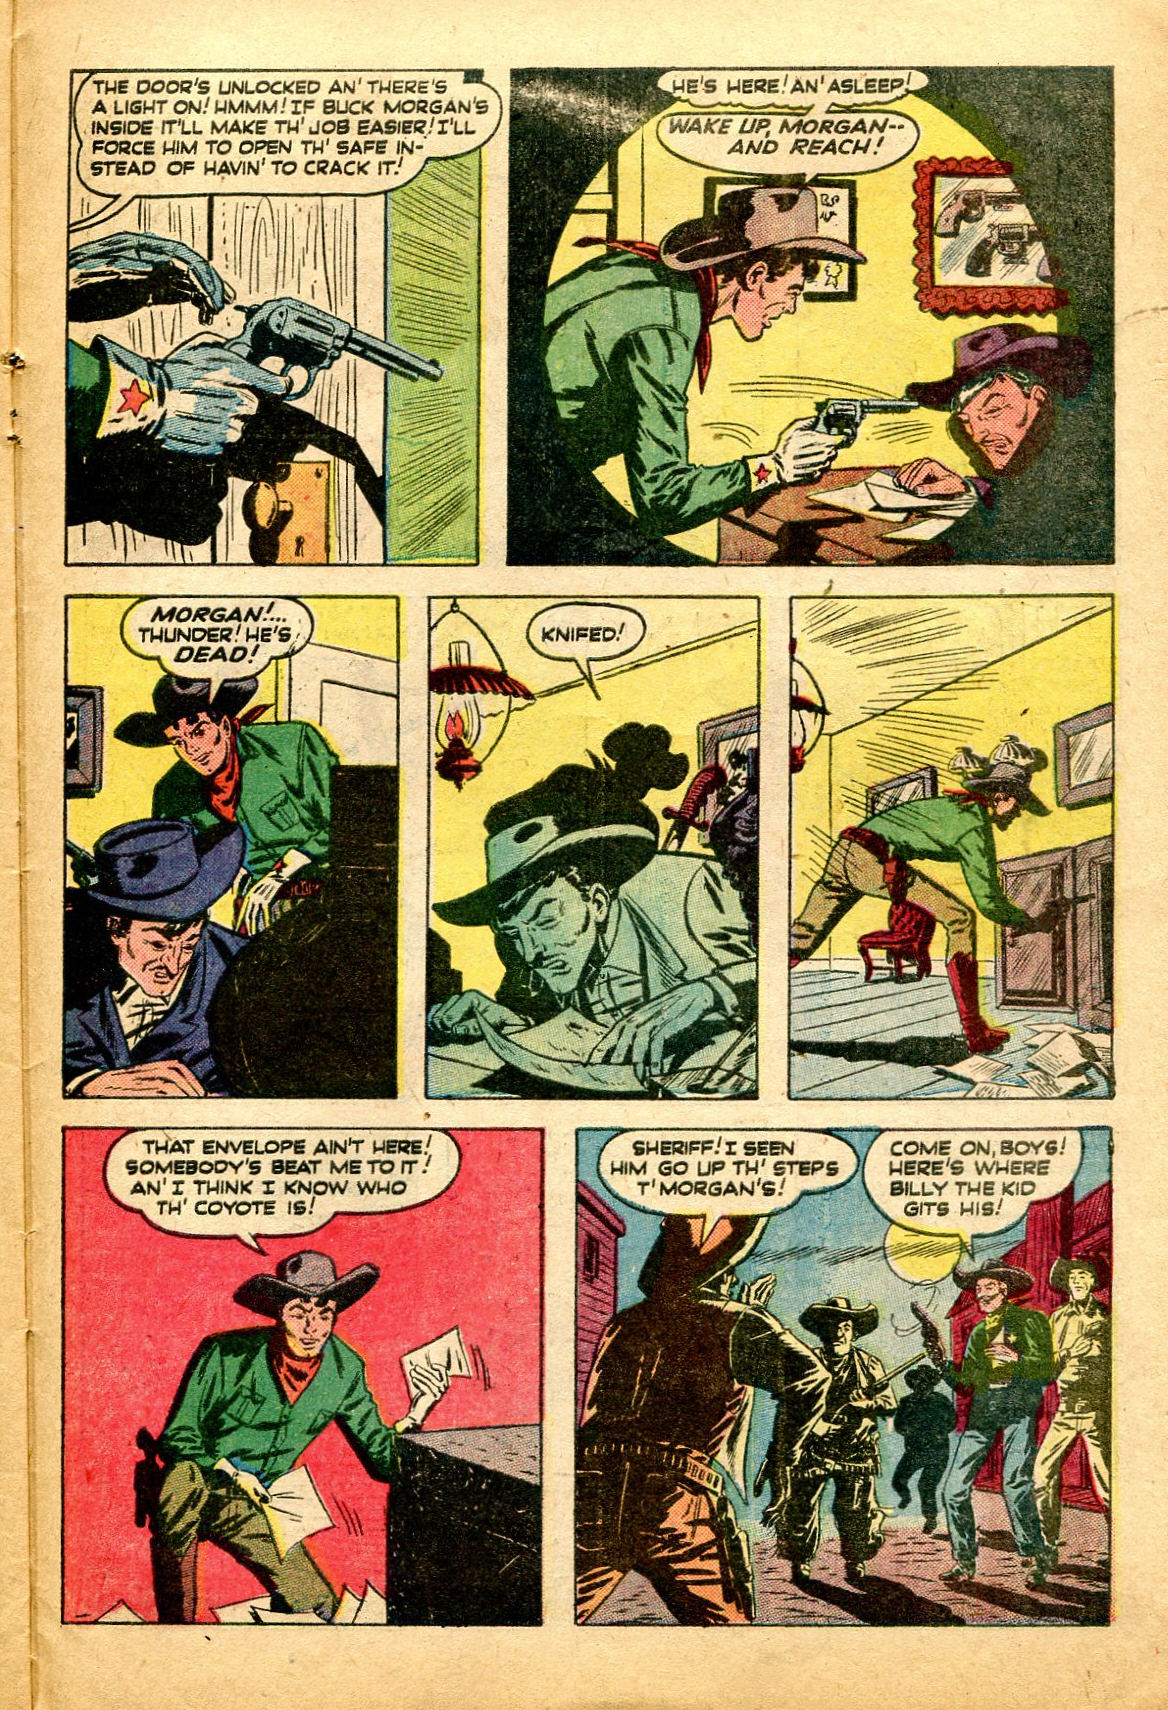 THE DOOR'S UNLOCKED AN' THERE'S
A LIGHT ON! HMMM! IF BUCK MORGAN'S
INSIDE IT'LL MAKE TH' JOB EASIER! I'LL
FORCE HIM TO OPEN TH' SAFE IN-
STEAD OF HAVIN' TO CRACK IT!
HE'S HERE! AN' ASLEEP!
WAKE UP, MORGAN--
AND REACH!
MORGAN!...
THUNDER! HE'S
DEAD!
KNIFED!
THAT ENVELOPE AIN'T HERE!
SOMEBODY'S BEAT ME TO IT!
AN' I THINK I KNOW WHO
TH' COYOTE IS!
SHERIFF! I SEEN
HIM GO UP TH' STEPS
T'MORGAN'S!
COME ON, BOYS!
HERE'S WHERE
BILLY THE KID
GITS HIS!